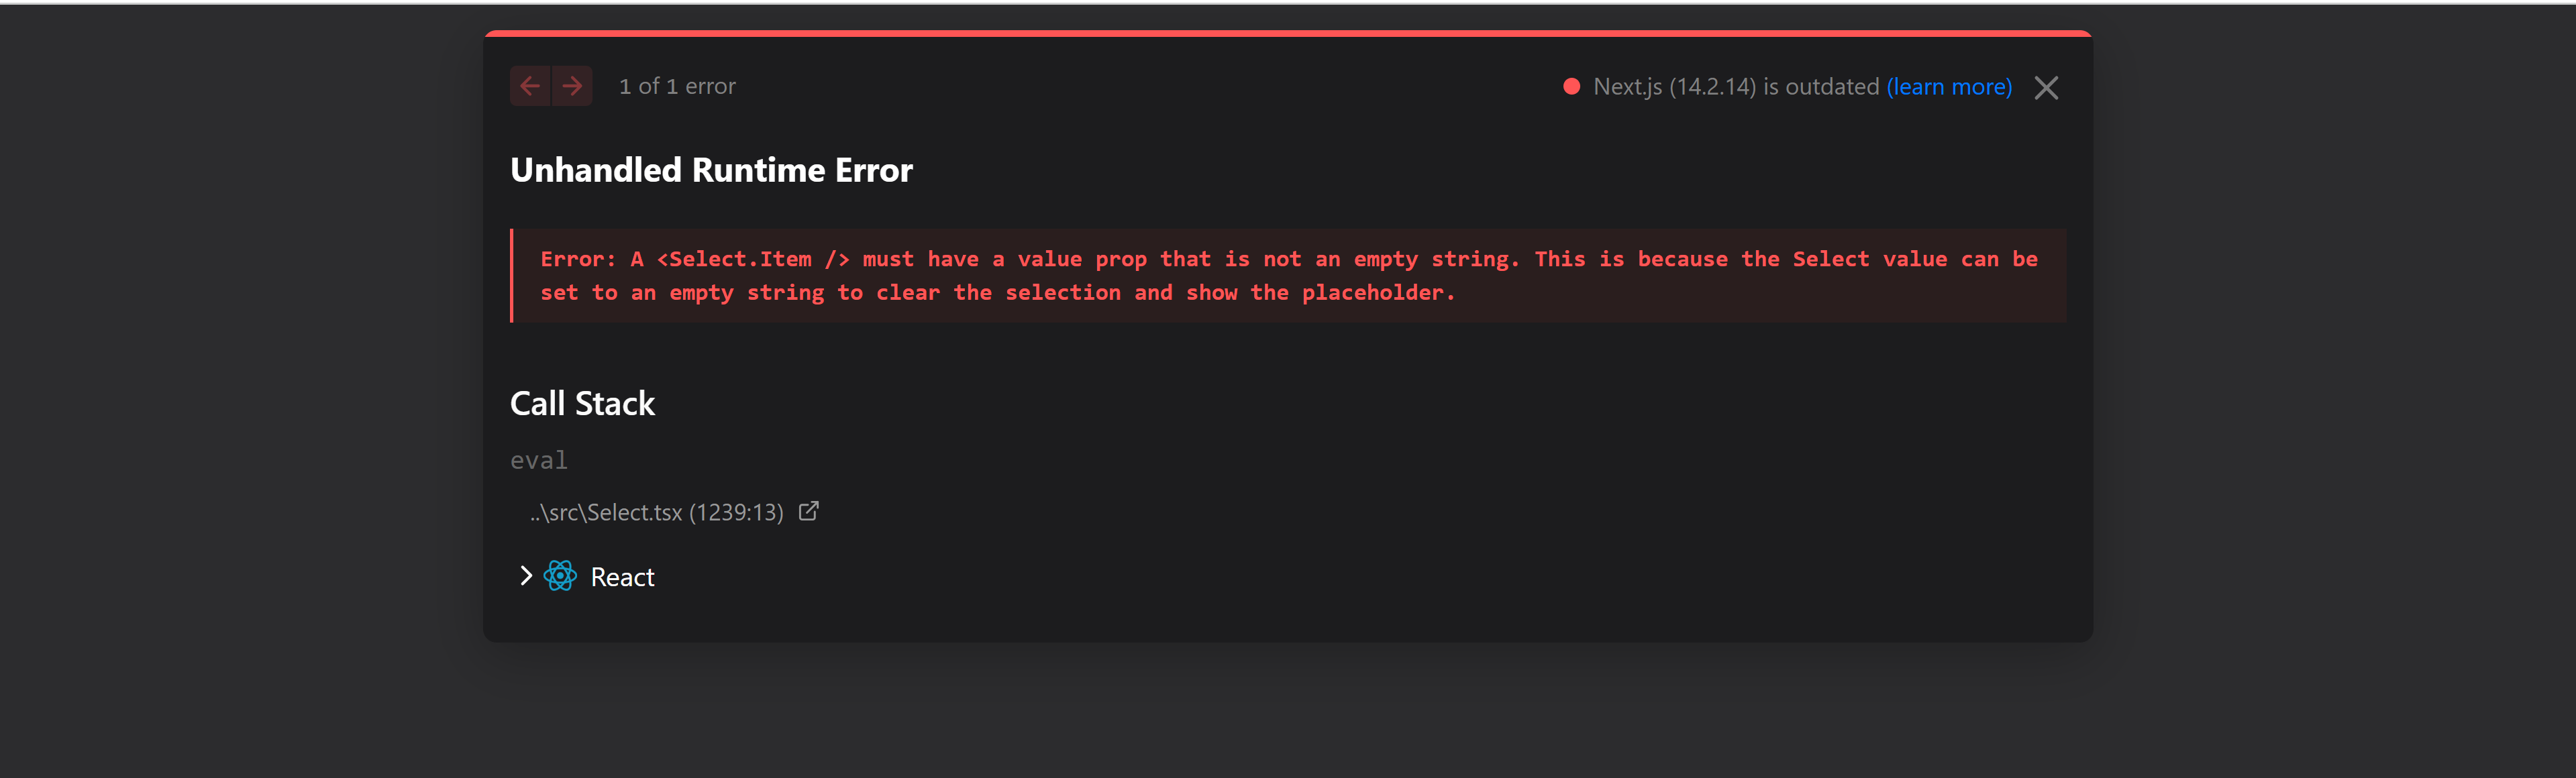 1 of 1 error
Next.js (14.2.14) is outdated (learn more)
Unhandled Runtime Error
Error: A <Select.Item /> must have a value prop that is not an empty string. This is because the Select value can be
set to an empty string to clear the selection and show the placeholder.
Call Stack
eval
..\src\Select.tsx (1239:13)
React